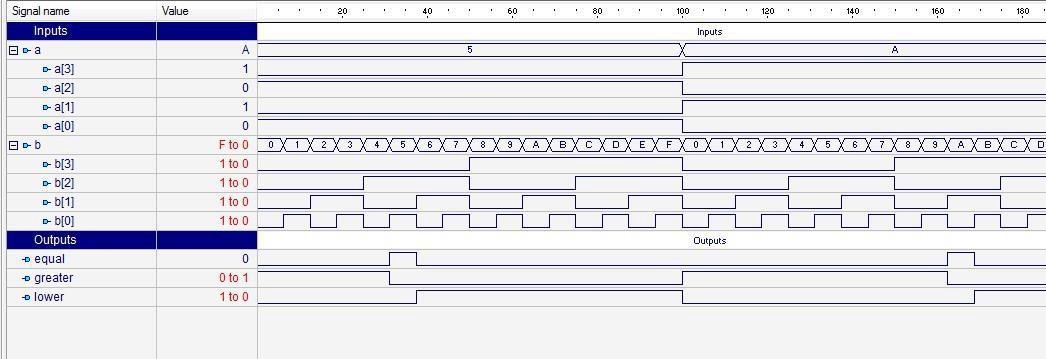 Signal name Value 20 40 60 80 100 120 140 160 180
Inputs Inputs
a A 5 A
a[3] 1
a[2] 0
a[1] 1
a[0] 0
b F to 0 0 1 2 3 4 5 6 7 8 9 A B C D E F 0 1 2 3 4 5 6 7 8 9 A B C D
b[3] 1 to 0
b[2] 1 to 0
b[1] 1 to 0
b[0] 1 to 0
Outputs Outputs
equal 0
greater 0 to 1
lower 1 to 0